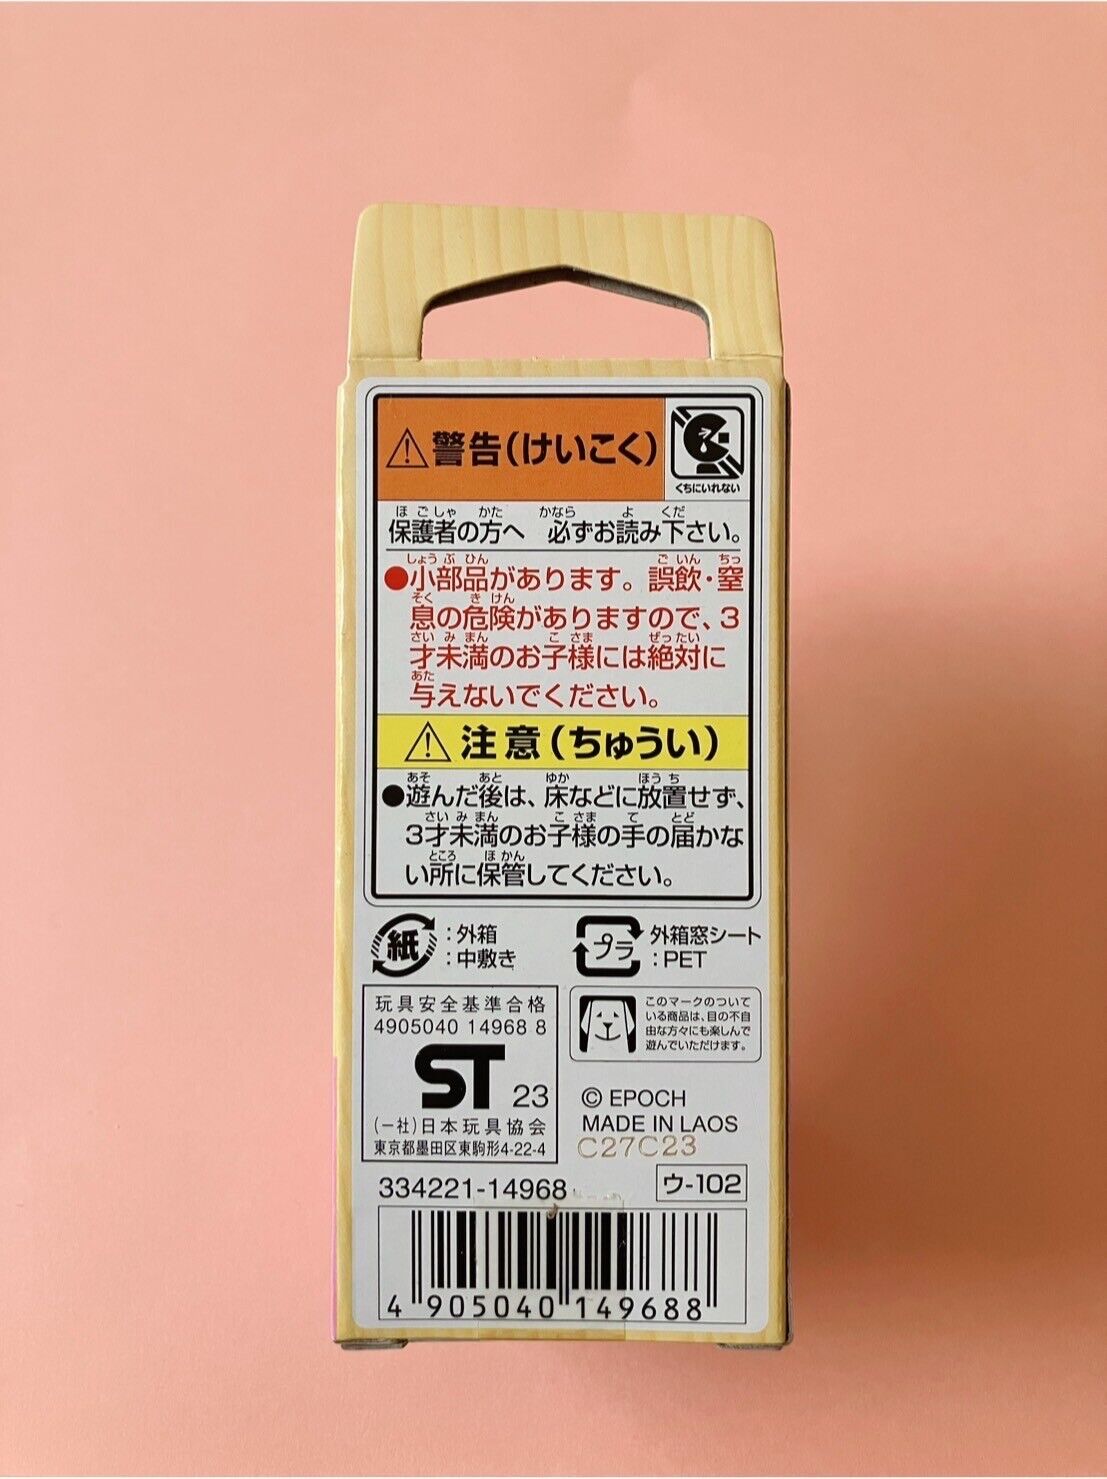 警告（けいこく）
くちにいれない
保護者の方へ 必ずお読み下さい。
●小部品があります。誤飲・窒
息の危険がありますので、3
才未満のお子様には絶対に
与えないでください。
注意（ちゅうい）
●遊んだ後は、床などに放置せず、
3才未満のお子様の手の届かな
い所に保管してください。
紙
：外箱
：中敷き
プラ
外箱窓シート
：PET
玩具安全基準合格
4905040 14968 8
ST 23
（一社）日本玩具協会
東京都墨田区東駒形4-22-4
このマークのついて
いる商品は、目の不自
由な方々にも楽しんで
遊んでいただけます。
© EPOCH
MADE IN LAOS
C27C23
334221-14968
ウ-102
4 905040 149688